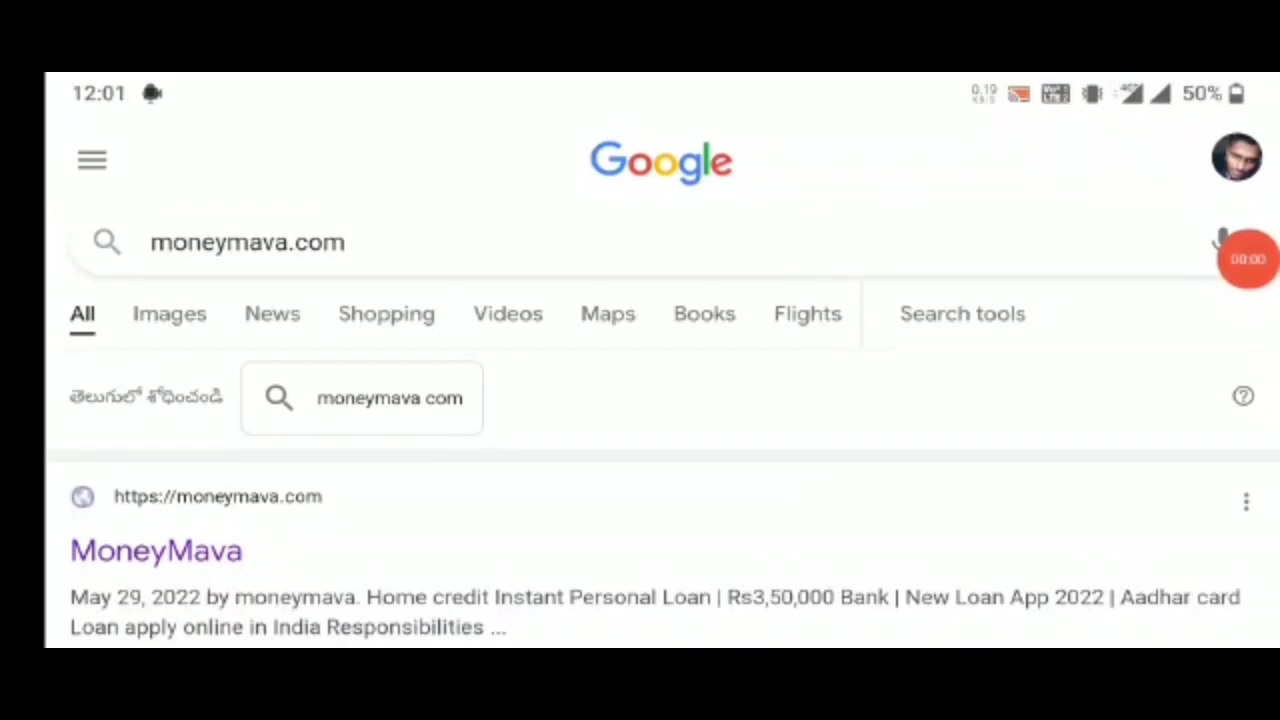 12:01 0.19 KB/S 4G 50%
Google
moneymava.com
00:00
All Images News Shopping Videos Maps Books Flights Search tools
తెలుగులో శోధించండి moneymava com
https://moneymava.com
MoneyMava
May 29, 2022 by moneymava. Home credit Instant Personal Loan | Rs3,50,000 Bank | New Loan App 2022 | Aadhar card
Loan apply online in India Responsibilities ...